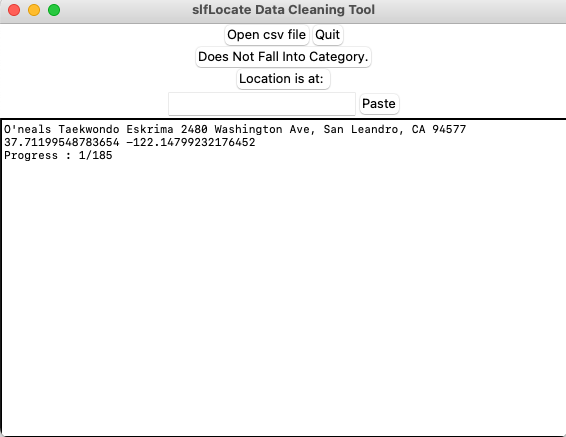 slfLocate Data Cleaning Tool
Open csv file Quit
Does Not Fall Into Category.
Location is at:
Paste
O'neals Taekwondo Eskrima 2480 Washington Ave, San Leandro, CA 94577
37.71199548783654 -122.14799232176452
Progress : 1/185